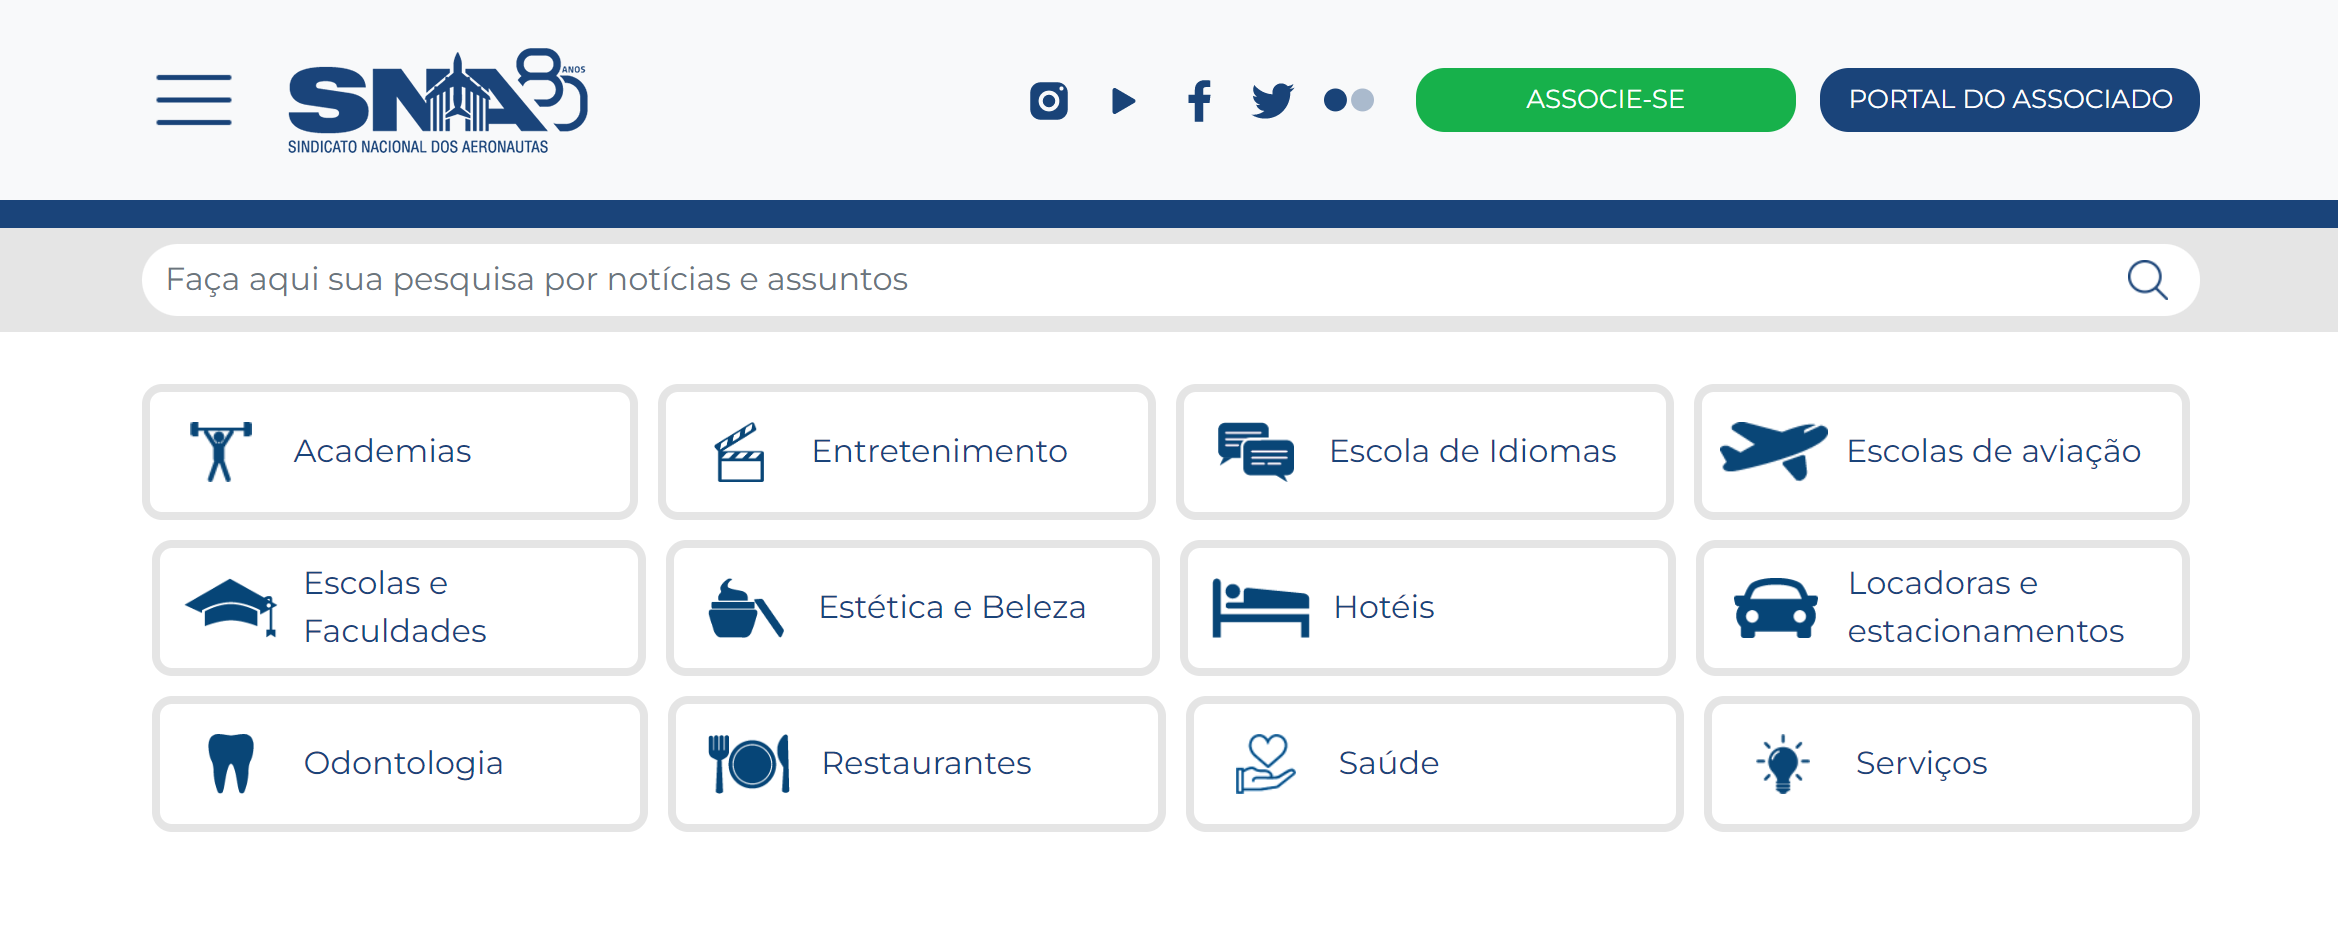 SNA 80 ANOS
SINDICATO NACIONAL DOS AERONAUTAS
ASSOCIE-SE
PORTAL DO ASSOCIADO
Faça aqui sua pesquisa por notícias e assuntos
Academias
Entretenimento
Escola de Idiomas
Escolas de aviação
Escolas e
Faculdades
Estética e Beleza
Hotéis
Locadoras e
estacionamentos
Odontologia
Restaurantes
Saúde
Serviços